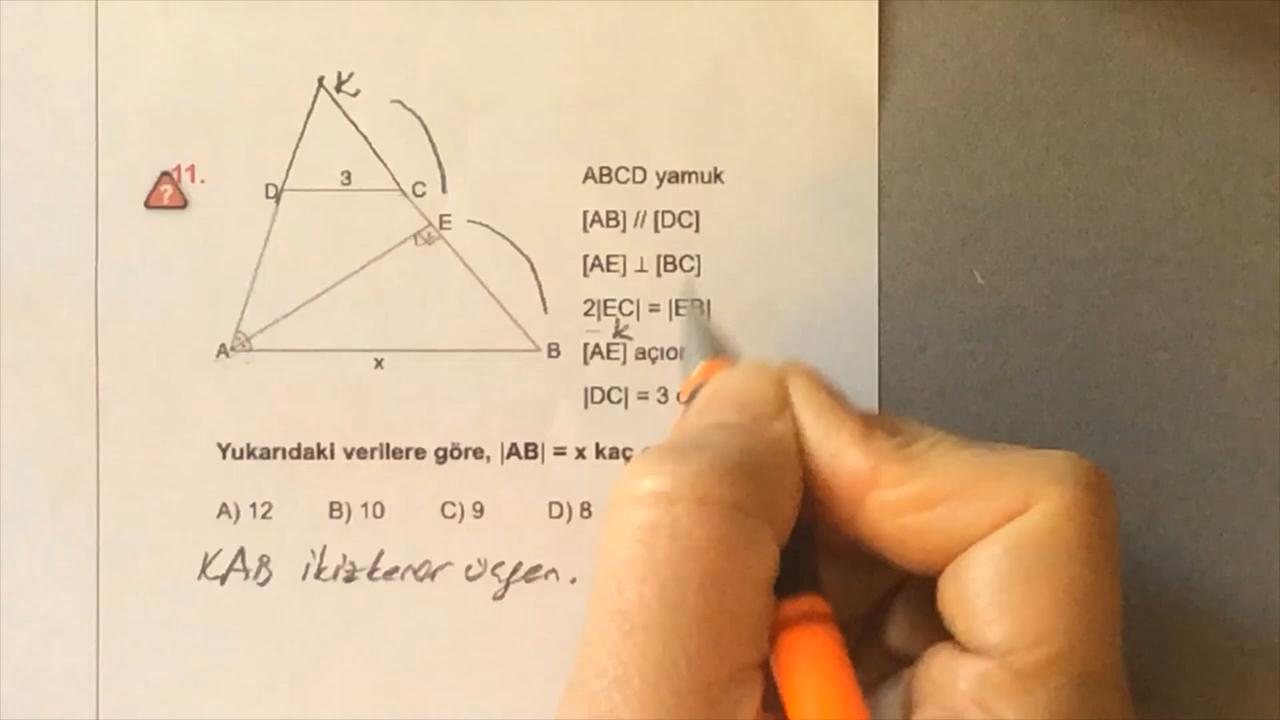 K
11.
D 3 C
E
A B
x
ABCD yamuk
[AB] // [DC]
[AE] ⊥ [BC]
2|EC| = |EB|
k
[AE]
|DC| = 3
Yukarıdaki verilere göre, |AB| = x kaç
A) 12 B) 10 C) 9 D) 8
KAB ikizkenar üçgen.